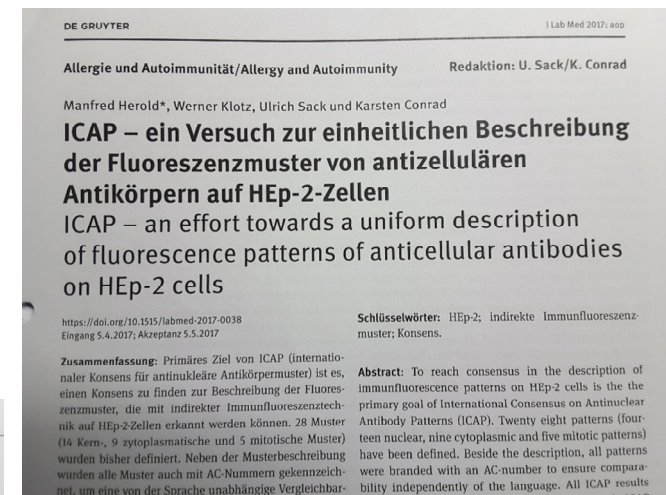 DE GRUYTER
J Lab Med 2017; aop
Allergie und Autoimmunität/Allergy and Autoimmunity
Redaktion: U. Sack/K. Conrad
Manfred Herold*, Werner Klotz, Ulrich Sack und Karsten Conrad
ICAP – ein Versuch zur einheitlichen Beschreibung
der Fluoreszenzmuster von antizellulären
Antikörpern auf HEp-2-Zellen
ICAP – an effort towards a uniform description
of fluorescence patterns of anticellular antibodies
on HEp-2 cells
https://doi.org/10.1515/labmed-2017-0038
Eingang 5.4.2017; Akzeptanz 5.5.2017
Zusammenfassung: Primäres Ziel von ICAP (internatio-
naler Konsens für antinukleäre Antikörpermuster) ist es,
einen Konsens zu finden zur Beschreibung der Fluores-
zenzmuster, die mit indirekter Immunfluoreszenztech-
nik auf HEp-2-Zellen erkannt werden können. 28 Muster
(14 Kern-, 9 zytoplasmatische und 5 mitotische Muster)
wurden bisher definiert. Neben der Musterbeschreibung
wurden alle Muster auch mit AC-Nummern gekennzeich-
net, um eine von der Sprache unabhängige Vergleichbar-
Schlüsselwörter: HEp-2; indirekte Immunfluoreszenz-
muster; Konsens.
Abstract: To reach consensus in the description of
immunofluorescence patterns on HEp-2 cells is the the
primary goal of International Consensus on Antinuclear
Antibody Patterns (ICAP). Twenty eight patterns (four-
teen nuclear, nine cytoplasmic and five mitotic patterns)
have been defined. Beside the description, all patterns
were branded with an AC-number to ensure compara-
bility independently of the language. All ICAP results